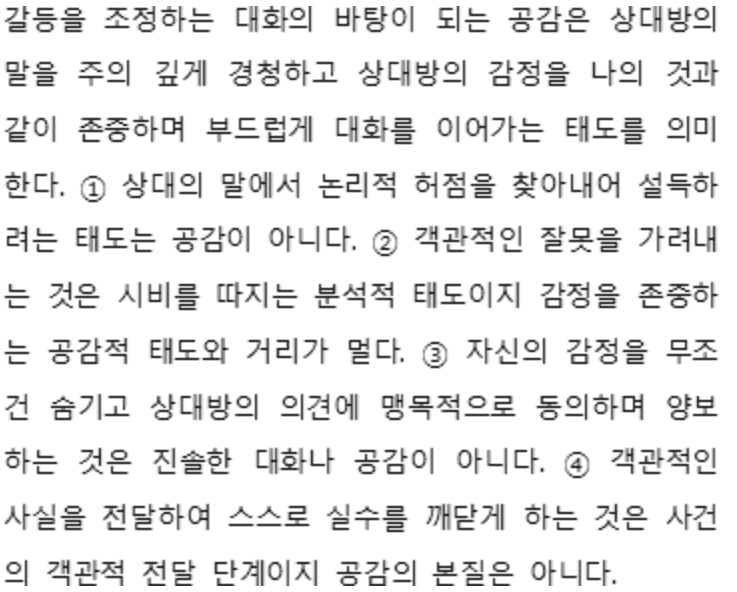 갈등을 조정하는 대화의 바탕이 되는 공감은 상대방의
말을 주의 깊게 경청하고 상대방의 감정을 나의 것과
같이 존중하며 부드럽게 대화를 이어가는 태도를 의미
한다. ① 상대의 말에서 논리적 허점을 찾아내어 설득하
려는 태도는 공감이 아니다. ② 객관적인 잘못을 가려내
는 것은 시비를 따지는 분석적 태도이지 감정을 존중하
는 공감적 태도와 거리가 멀다. ③ 자신의 감정을 무조
건 숨기고 상대방의 의견에 맹목적으로 동의하며 양보
하는 것은 진솔한 대화나 공감이 아니다. ④ 객관적인
사실을 전달하여 스스로 실수를 깨닫게 하는 것은 사건
의 객관적 전달 단계이지 공감의 본질은 아니다.